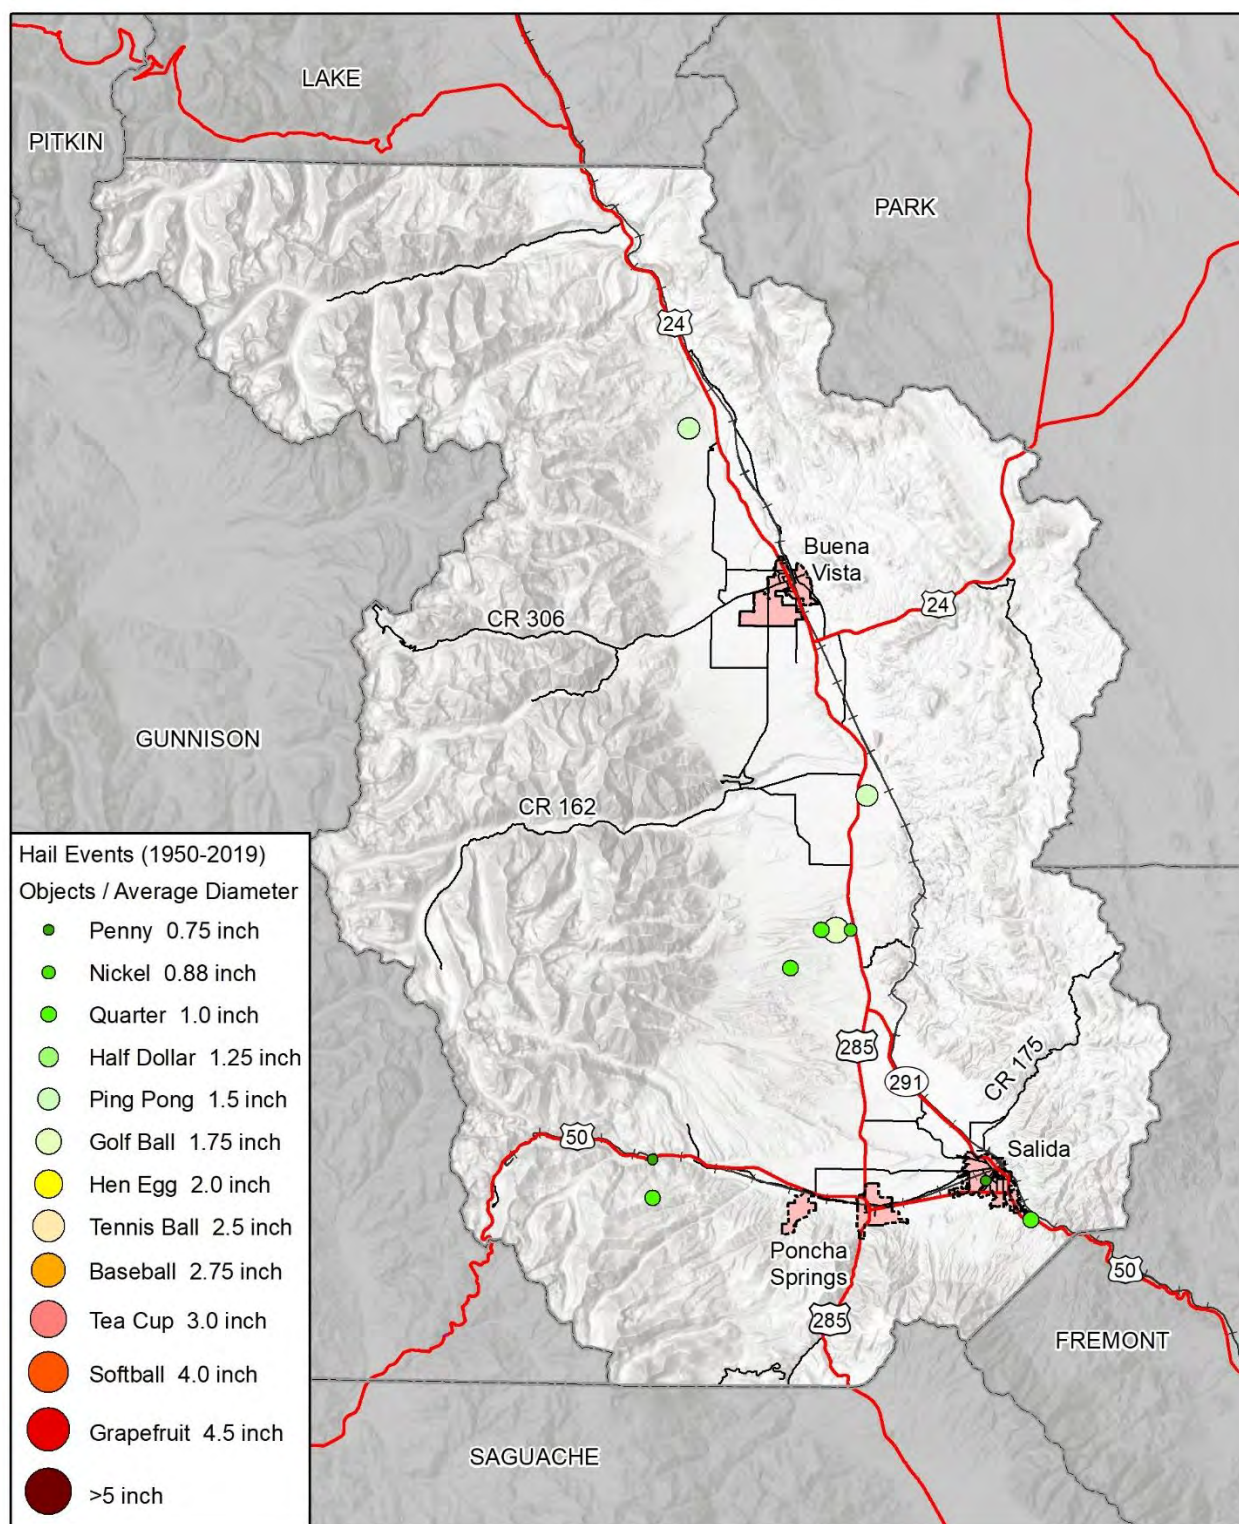 LAKE
PITKIN
PARK
24
Buena
Vista
24
CR 306
GUNNISON
CR 162
285
291
CR 175
50
Salida
Poncha
Springs
50
285
FREMONT
SAGUACHE
Hail Events (1950-2019)
Objects / Average Diameter
Penny 0.75 inch
Nickel 0.88 inch
Quarter 1.0 inch
Half Dollar 1.25 inch
Ping Pong 1.5 inch
Golf Ball 1.75 inch
Hen Egg 2.0 inch
Tennis Ball 2.5 inch
Baseball 2.75 inch
Tea Cup 3.0 inch
Softball 4.0 inch
Grapefruit 4.5 inch
>5 inch